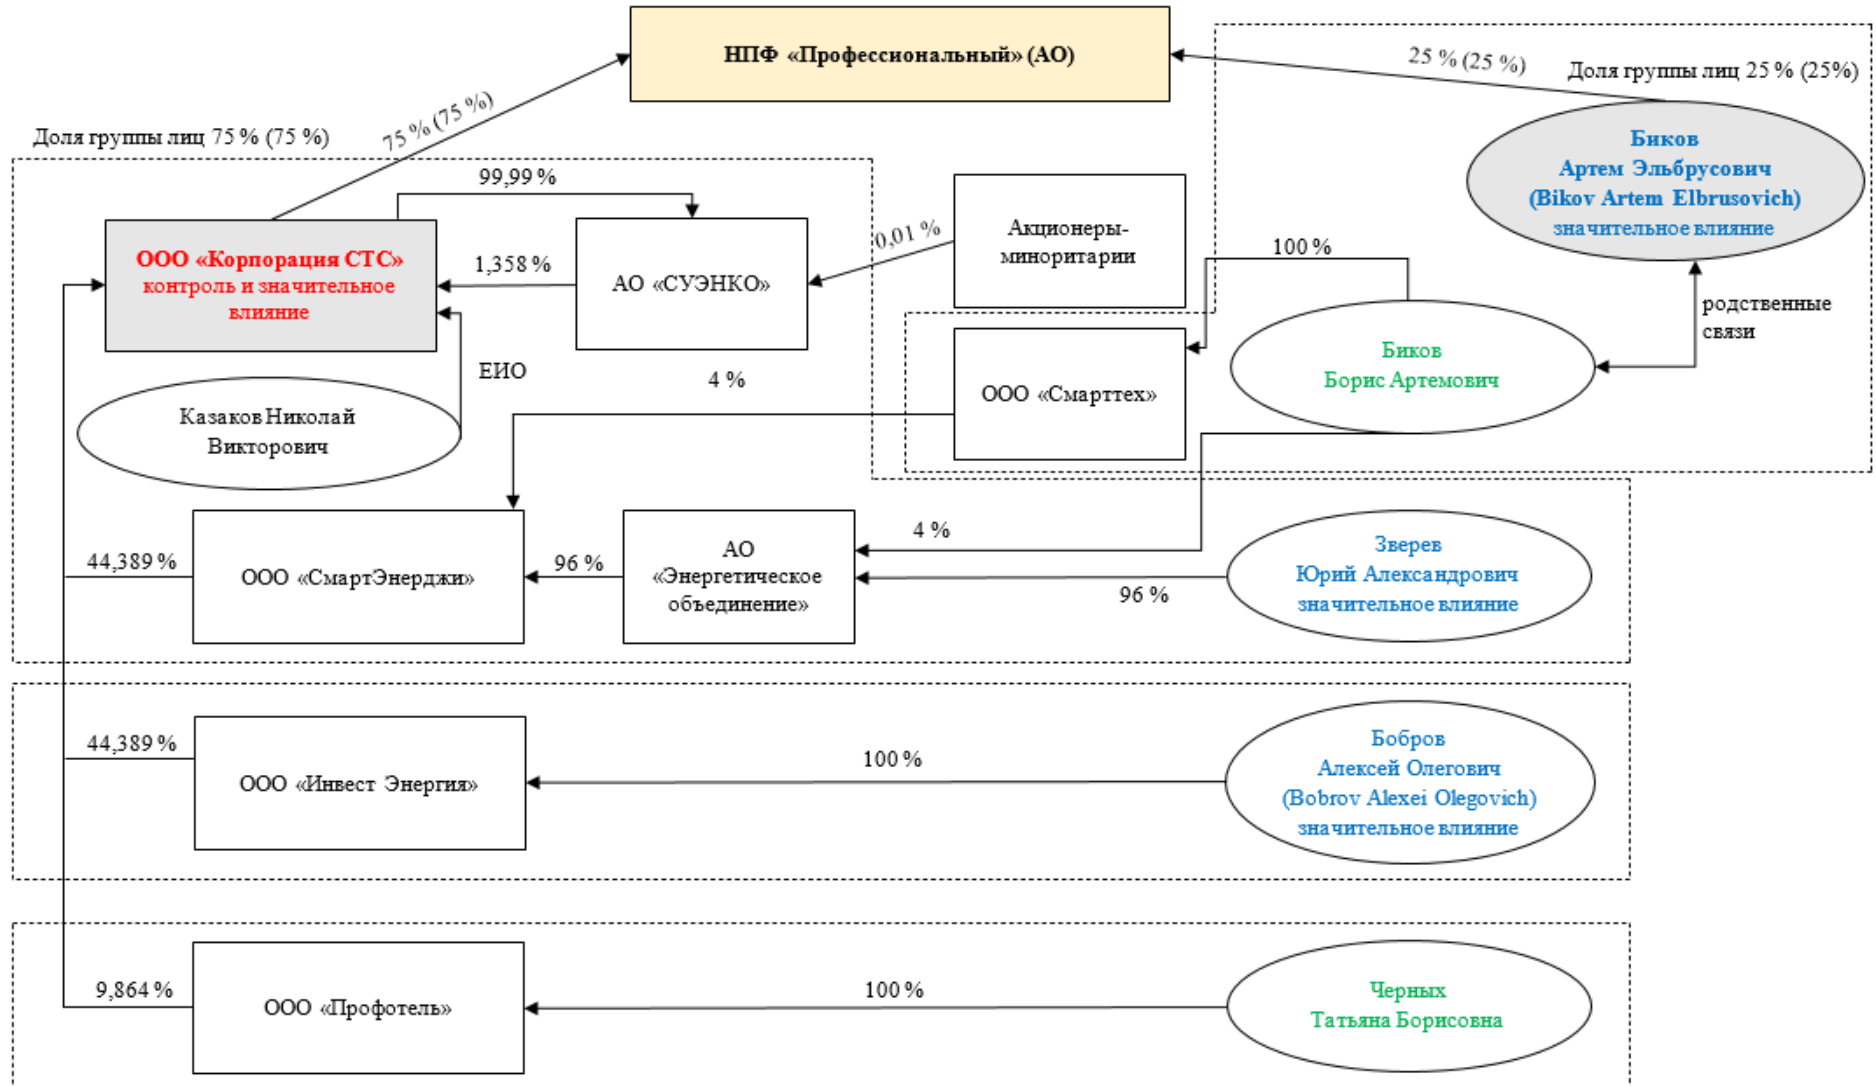 НПФ «Профессиональный» (АО)
25 % (25 %)
Доля группы лиц 25 % (25%)
Доля группы лиц 75 % (75 %)
75 % (75 %)
Биков
Артем Эльбрусович
(Bikov Artem Elbrusovich)
значительное влияние
99,99 %
ООО «Корпорация СТС»
контроль и значительное
влияние
1,358 %
АО «СУЭНКО»
0,01 %
Акционеры-
миноритарии
100 %
родственные
связи
Биков
Борис Артемович
ЕИО
4 %
ООО «Смарттех»
Казаков Николай
Викторович
44,389 %
ООО «СмартЭнерджи»
96 %
АО
«Энергетическое
объединение»
4 %
96 %
Зверев
Юрий Александрович
значительное влияние
44,389 %
ООО «Инвест Энергия»
100 %
Бобров
Алексей Олегович
(Bobrov Alexei Olegovich)
значительное влияние
9,864 %
ООО «Профотель»
100 %
Черных
Татьяна Борисовна